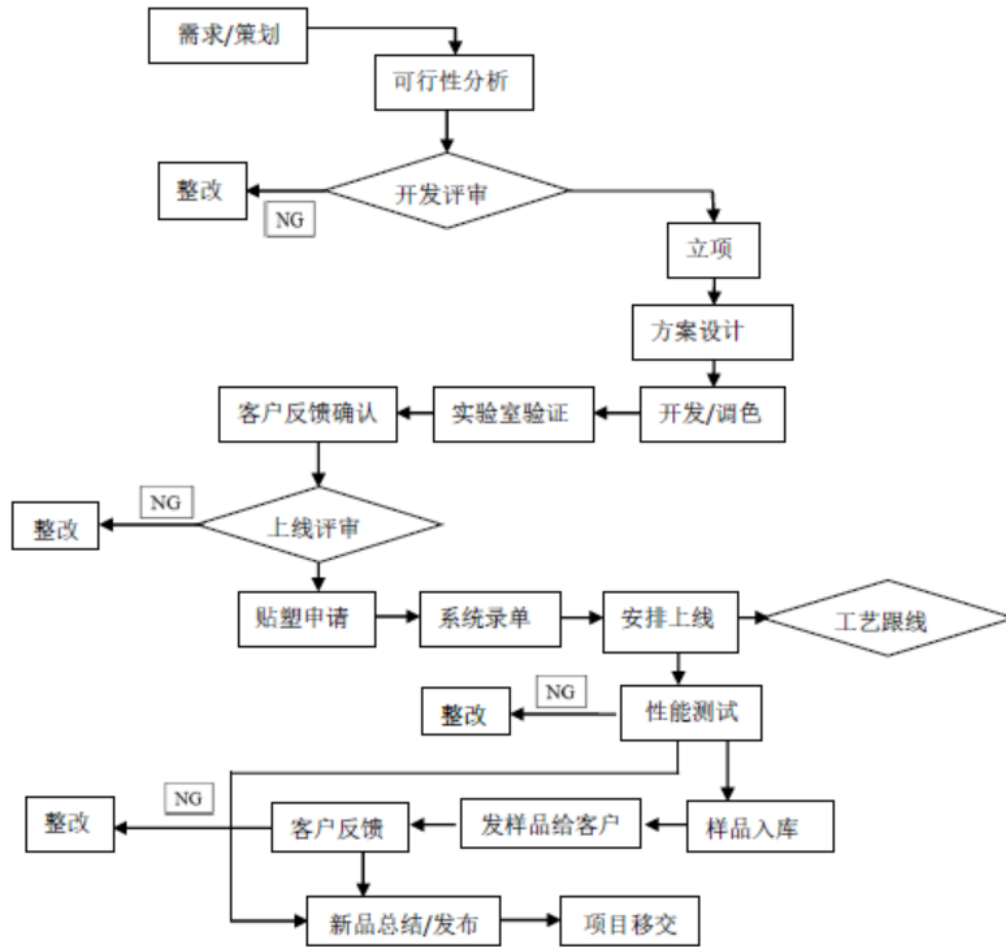 需求/策划
可行性分析
整改
NG
开发评审
立项
方案设计
客户反馈确认
实验室验证
开发/调色
整改
NG
上线评审
贴塑申请
系统录单
安排上线
工艺跟线
整改
NG
性能测试
整改
NG
客户反馈
发样品给客户
样品入库
新品总结/发布
项目移交